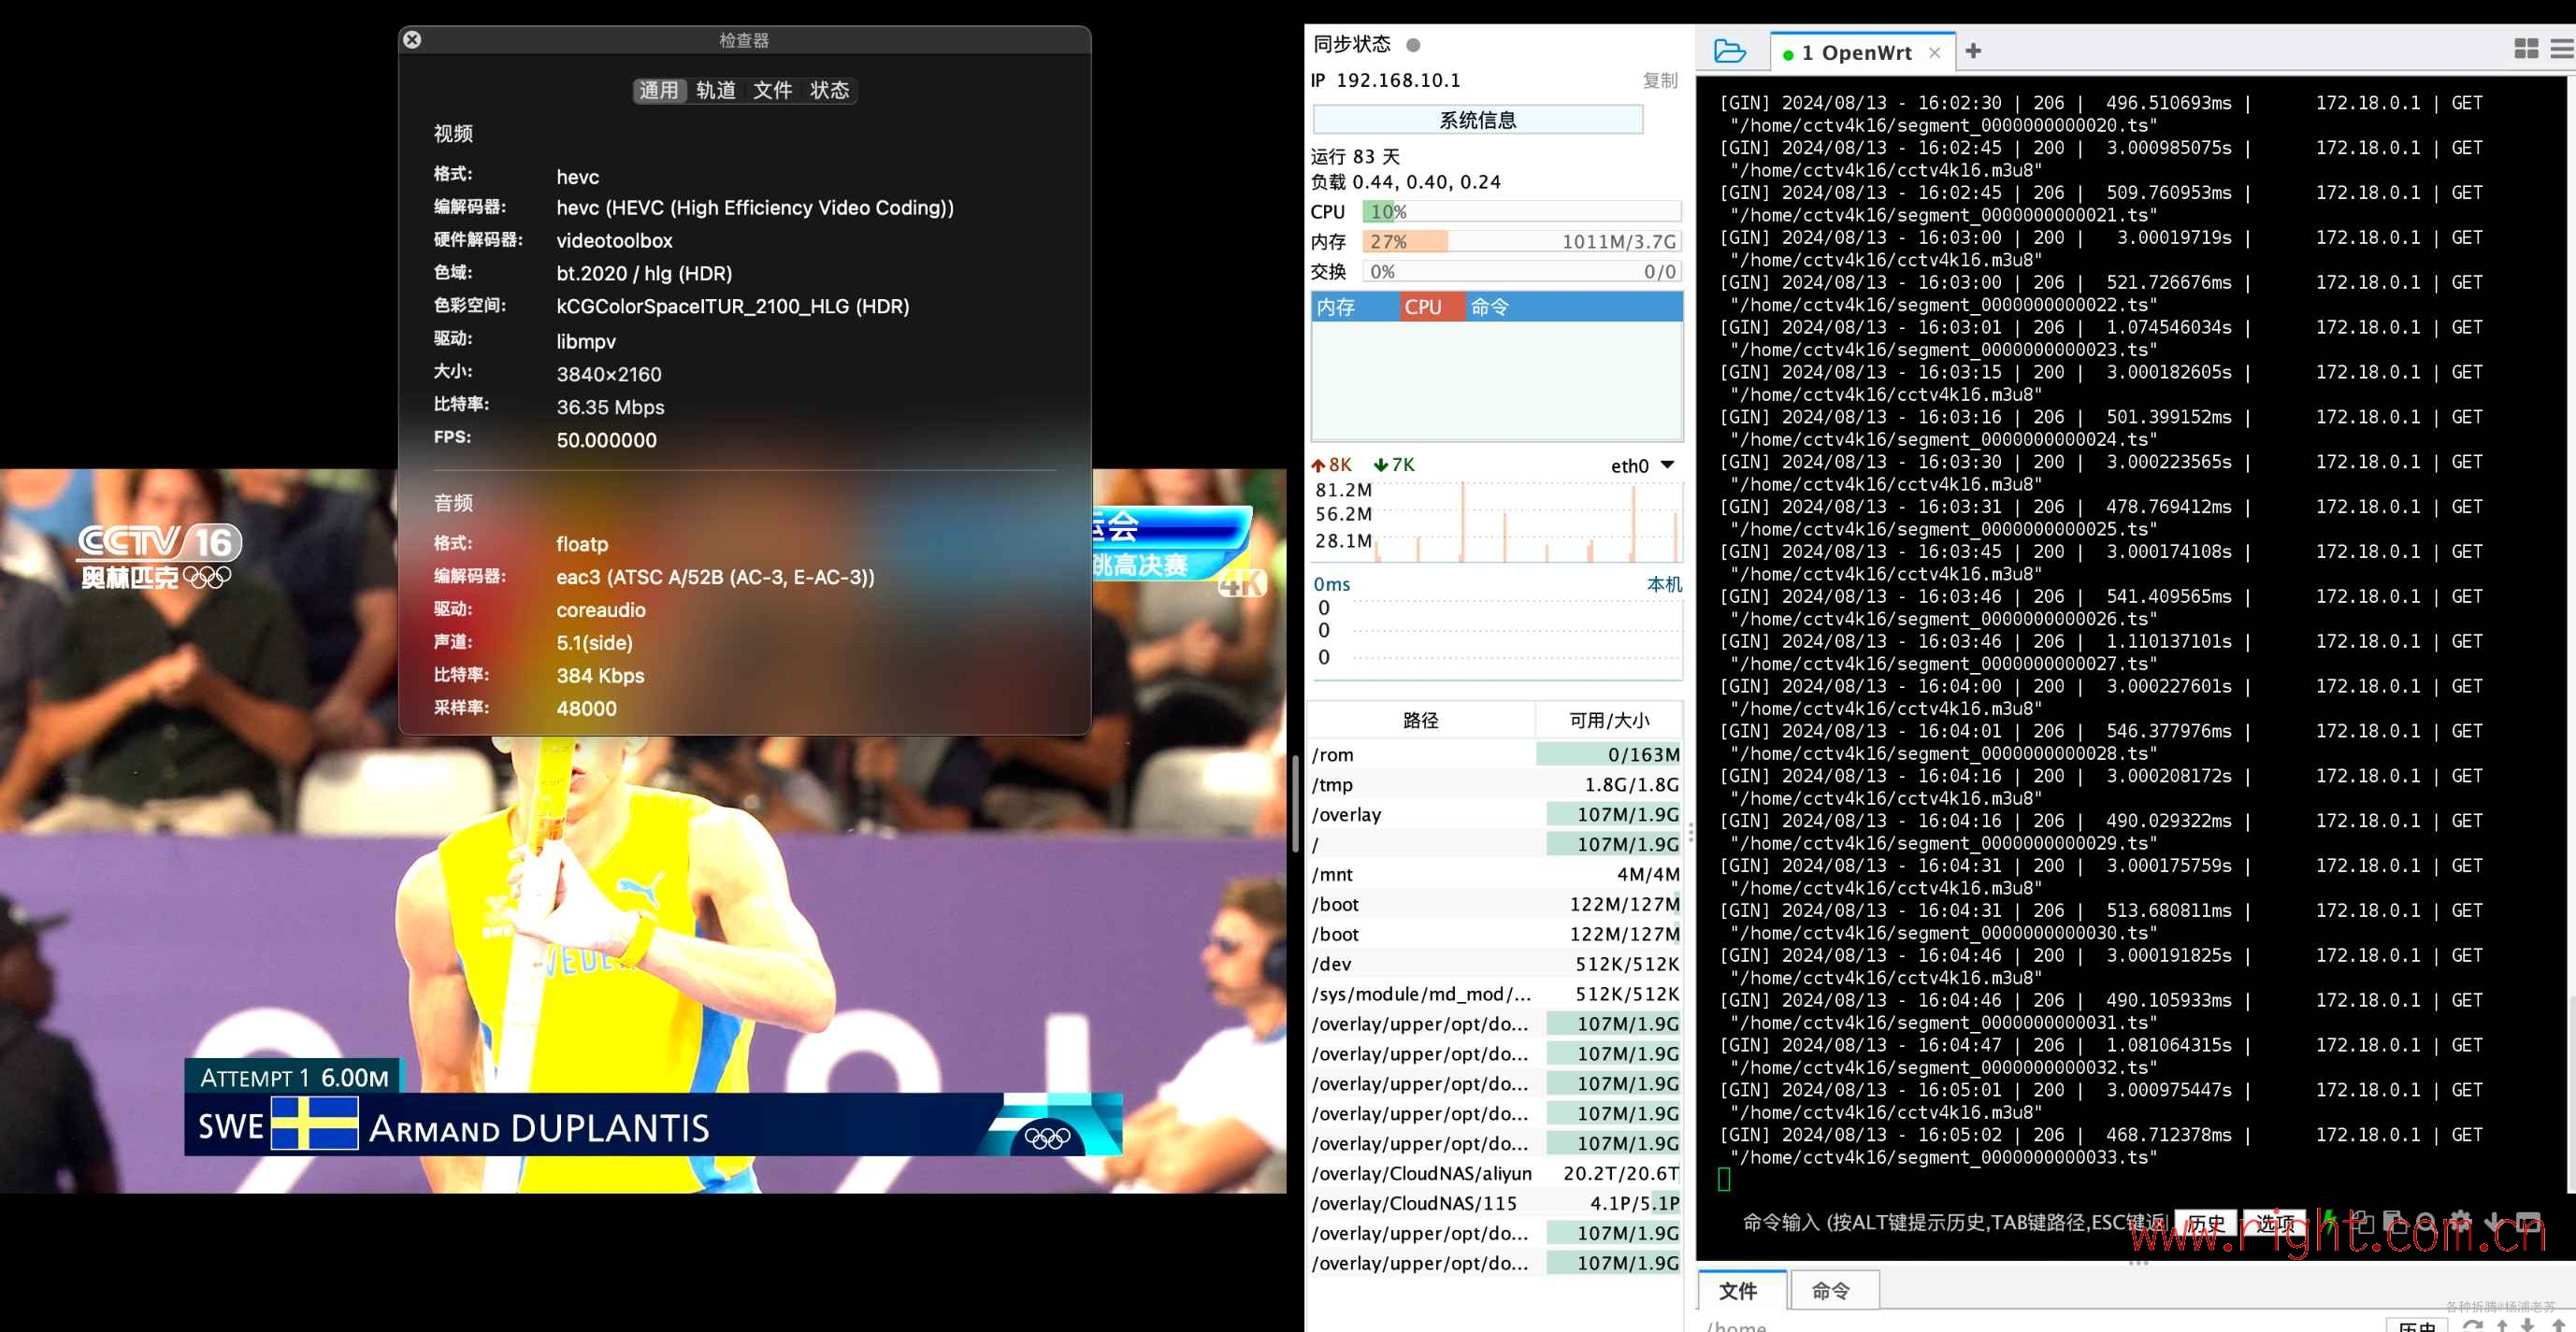 检查器
通用 轨道 文件 状态
视频
格式: hevc
编解码器: hevc (HEVC (High Efficiency Video Coding))
硬件解码器: videotoolbox
色域: bt.2020 / hlg (HDR)
色彩空间: kCGColorSpaceITUR_2100_HLG (HDR)
驱动: libmpv
大小: 3840×2160
比特率: 36.35 Mbps
FPS: 50.000000
音频
格式: floatp
编解码器: eac3 (ATSC A/52B (AC-3, E-AC-3))
驱动: coreaudio
声道: 5.1(side)
比特率: 384 Kbps
采样率: 48000
CCTV 16
奥林匹克
运会
跳高决赛
4K
ATTEMPT 1 6.00M
SWE ARMAND DUPLANTIS
同步状态
IP 192.168.10.1 复制
系统信息
运行 83 天
负载 0.44, 0.40, 0.24
CPU 10%
内存 27% 1011M/3.7G
交换 0% 0/0
内存 CPU 命令
8K 7K eth0
81.2M
56.2M
28.1M
0ms 本机
0
0
0
路径 可用/大小
/rom 0/163M
/tmp 1.8G/1.8G
/overlay 107M/1.9G
/ 107M/1.9G
/mnt 4M/4M
/boot 122M/127M
/boot 122M/127M
/dev 512K/512K
/sys/module/md_mod/... 512K/512K
/overlay/upper/opt/do... 107M/1.9G
/overlay/upper/opt/do... 107M/1.9G
/overlay/upper/opt/do... 107M/1.9G
/overlay/upper/opt/do... 107M/1.9G
/overlay/upper/opt/do... 107M/1.9G
/overlay/CloudNAS/aliyun 20.2T/20.6T
/overlay/CloudNAS/115 4.1P/5.1P
/overlay/upper/opt/do... 107M/1.9G
/overlay/upper/opt/do... 107M/1.9G
1 OpenWrt × +
[GIN] 2024/08/13 - 16:02:30 | 206 | 496.510693ms | 172.18.0.1 | GET
"/home/cctv4k16/segment_0000000000020.ts"
[GIN] 2024/08/13 - 16:02:45 | 200 | 3.000985075s | 172.18.0.1 | GET
"/home/cctv4k16/cctv4k16.m3u8"
[GIN] 2024/08/13 - 16:02:45 | 206 | 509.760953ms | 172.18.0.1 | GET
"/home/cctv4k16/segment_0000000000021.ts"
[GIN] 2024/08/13 - 16:03:00 | 200 | 3.00019719s | 172.18.0.1 | GET
"/home/cctv4k16/cctv4k16.m3u8"
[GIN] 2024/08/13 - 16:03:00 | 206 | 521.726676ms | 172.18.0.1 | GET
"/home/cctv4k16/segment_0000000000022.ts"
[GIN] 2024/08/13 - 16:03:01 | 206 | 1.074546034s | 172.18.0.1 | GET
"/home/cctv4k16/segment_0000000000023.ts"
[GIN] 2024/08/13 - 16:03:15 | 200 | 3.000182605s | 172.18.0.1 | GET
"/home/cctv4k16/cctv4k16.m3u8"
[GIN] 2024/08/13 - 16:03:16 | 206 | 501.399152ms | 172.18.0.1 | GET
"/home/cctv4k16/segment_0000000000024.ts"
[GIN] 2024/08/13 - 16:03:30 | 200 | 3.000223565s | 172.18.0.1 | GET
"/home/cctv4k16/cctv4k16.m3u8"
[GIN] 2024/08/13 - 16:03:31 | 206 | 478.769412ms | 172.18.0.1 | GET
"/home/cctv4k16/segment_0000000000025.ts"
[GIN] 2024/08/13 - 16:03:45 | 200 | 3.000174108s | 172.18.0.1 | GET
"/home/cctv4k16/cctv4k16.m3u8"
[GIN] 2024/08/13 - 16:03:46 | 206 | 541.409565ms | 172.18.0.1 | GET
"/home/cctv4k16/segment_0000000000026.ts"
[GIN] 2024/08/13 - 16:03:46 | 206 | 1.110137101s | 172.18.0.1 | GET
"/home/cctv4k16/segment_0000000000027.ts"
[GIN] 2024/08/13 - 16:04:00 | 200 | 3.000227601s | 172.18.0.1 | GET
"/home/cctv4k16/cctv4k16.m3u8"
[GIN] 2024/08/13 - 16:04:01 | 206 | 546.377976ms | 172.18.0.1 | GET
"/home/cctv4k16/segment_0000000000028.ts"
[GIN] 2024/08/13 - 16:04:16 | 200 | 3.000208172s | 172.18.0.1 | GET
"/home/cctv4k16/cctv4k16.m3u8"
[GIN] 2024/08/13 - 16:04:16 | 206 | 490.029322ms | 172.18.0.1 | GET
"/home/cctv4k16/segment_0000000000029.ts"
[GIN] 2024/08/13 - 16:04:31 | 200 | 3.000175759s | 172.18.0.1 | GET
"/home/cctv4k16/cctv4k16.m3u8"
[GIN] 2024/08/13 - 16:04:31 | 206 | 513.680811ms | 172.18.0.1 | GET
"/home/cctv4k16/segment_0000000000030.ts"
[GIN] 2024/08/13 - 16:04:46 | 200 | 3.000191825s | 172.18.0.1 | GET
"/home/cctv4k16/cctv4k16.m3u8"
[GIN] 2024/08/13 - 16:04:46 | 206 | 490.105933ms | 172.18.0.1 | GET
"/home/cctv4k16/segment_0000000000031.ts"
[GIN] 2024/08/13 - 16:04:47 | 206 | 1.081064315s | 172.18.0.1 | GET
"/home/cctv4k16/segment_0000000000032.ts"
[GIN] 2024/08/13 - 16:05:01 | 200 | 3.000975447s | 172.18.0.1 | GET
"/home/cctv4k16/cctv4k16.m3u8"
[GIN] 2024/08/13 - 16:05:02 | 206 | 468.712378ms | 172.18.0.1 | GET
"/home/cctv4k16/segment_0000000000033.ts"
命令输入 (按ALT键提示历史,TAB键路径,ESC键返 历史 选项
www.right.com.cn
文件 命令
各种折腾@杨浦老苏
/home 历史